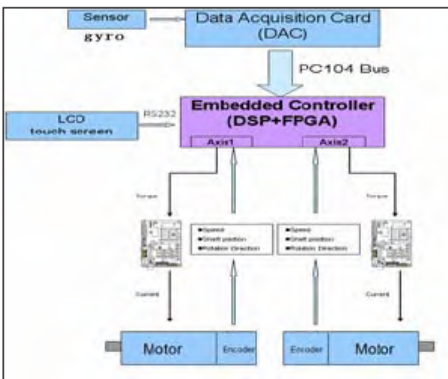 Sensor
gyro
Data Acquisition Card
(DAC)
PC104 Bus
Embedded Controller
(DSP+FPGA)
Axis1
Axis2
RS232
LCD
touch screen
Torque
Torque
■Speed
■Shaft position
■Rotation Direction
■Speed
■Shaft position
■Rotation Direction
Current
Current
Motor
Encoder
Encoder
Motor